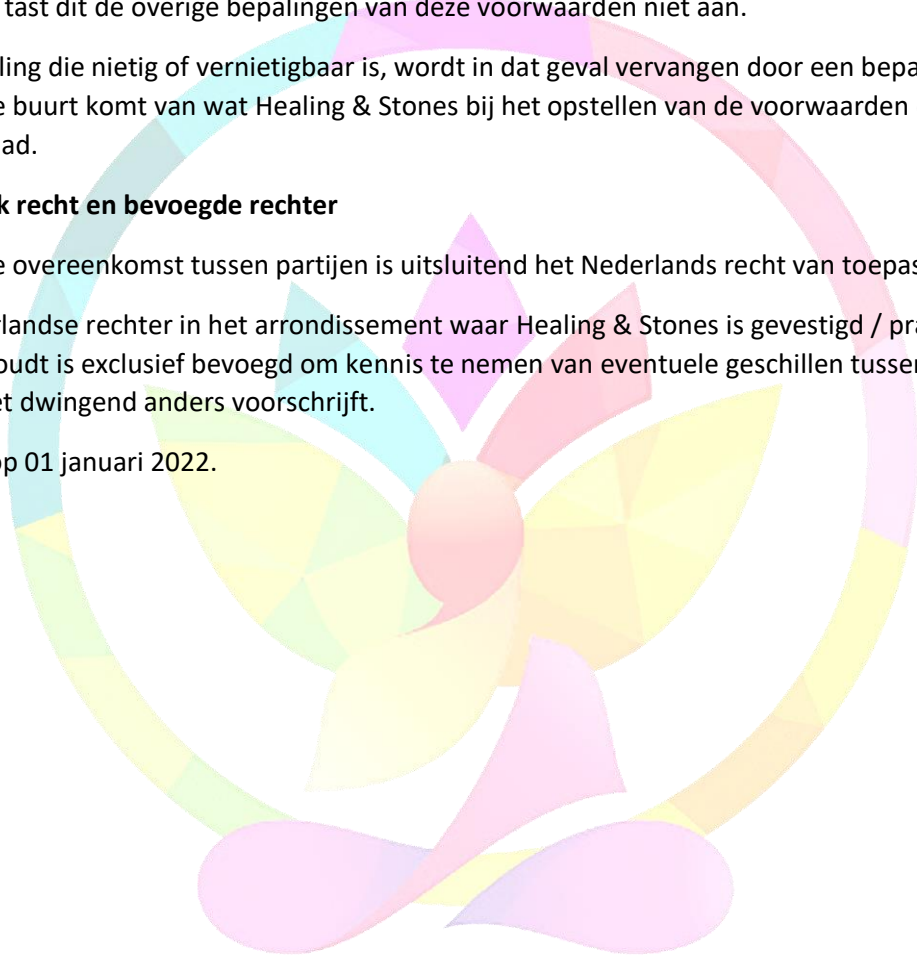 tast dit de overige bepalingen van deze voorwaarden niet aan.
ling die nietig of vernietigbaar is, wordt in dat geval vervangen door een bepa
e buurt komt van wat Healing & Stones bij het opstellen van de voorwaarden
ad.
k recht en bevoegde rechter
e overeenkomst tussen partijen is uitsluitend het Nederlands recht van toepas
rlandse rechter in het arrondissement waar Healing & Stones is gevestigd / pra
oudt is exclusief bevoegd om kennis te nemen van eventuele geschillen tussen
et dwingend anders voorschrijft.
op 01 januari 2022.